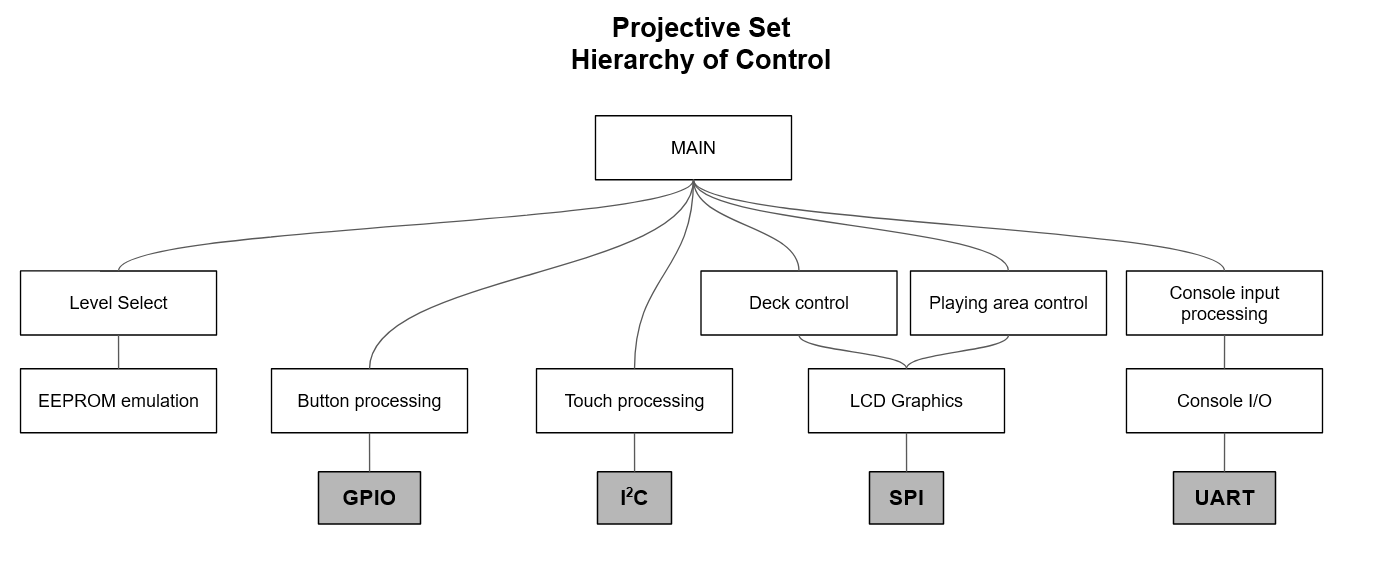 Projective Set
Hierarchy of Control
MAIN
Level Select
Deck control
Playing area control
Console input
processing
EEPROM emulation
Button processing
Touch processing
LCD Graphics
Console I/O
GPIO
I²C
SPI
UART